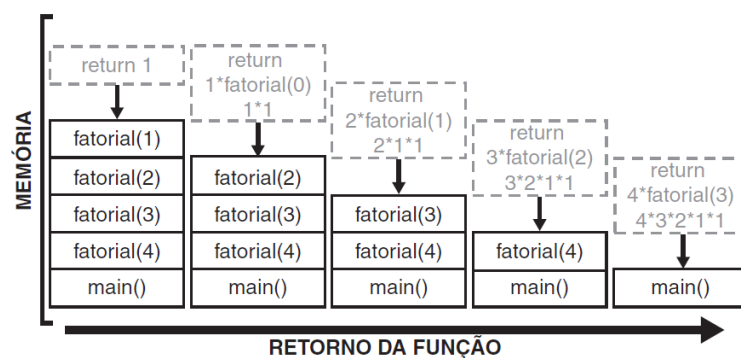 MEMÓRIA
return 1
fatorial(1)
fatorial(2)
fatorial(3)
fatorial(4)
main()
return
1*fatorial(0)
1*1
fatorial(2)
fatorial(3)
fatorial(4)
main()
return
2*fatorial(1)
2*1*1
fatorial(3)
fatorial(4)
main()
return
3*fatorial(2)
3*2*1*1
fatorial(4)
main()
return
4*fatorial(3)
4*3*2*1*1
main()
RETORNO DA FUNÇÃO